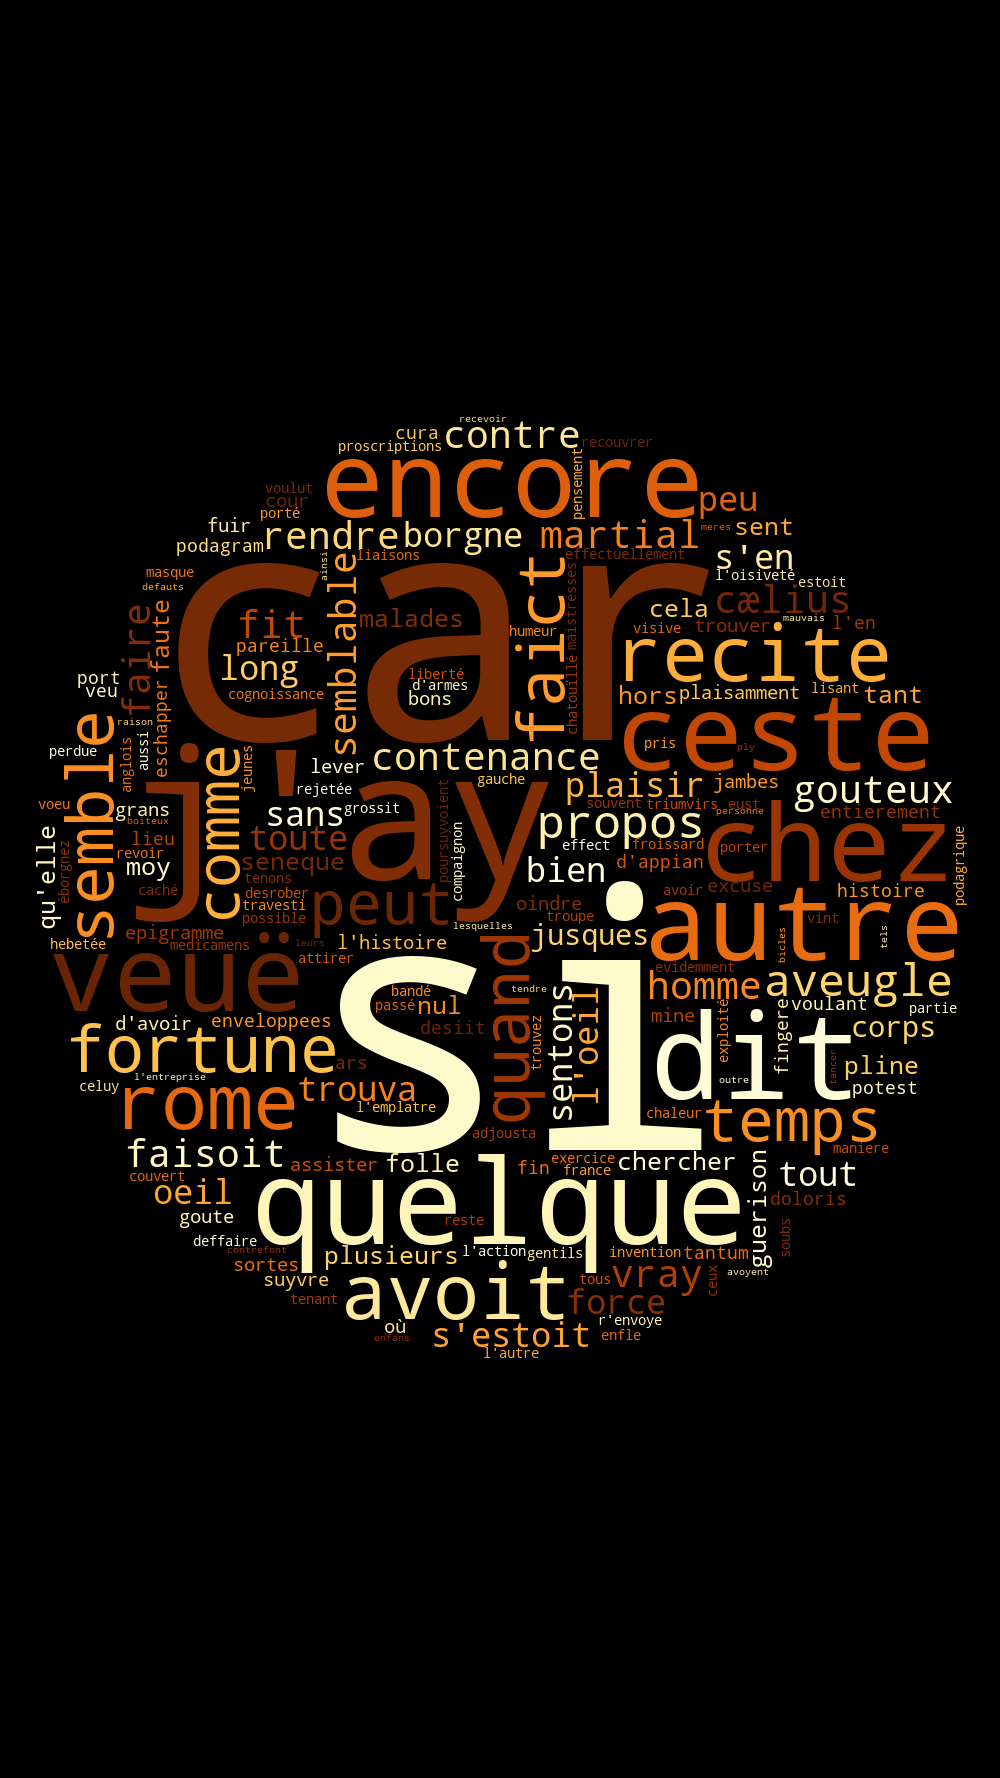 recevoir
cura
contre
proscriptions
recouvrer
encore
pensement
voulut
cour
porté
peu
meres
sent
fuir
podagram
rendre
borgne
martial
s'en
ainsi
liaisons
effectuellement
l'oisiveté
estoit
masque
defauts
car
semblable
faict
maistresses
chatouïllé
faire
faute
eschapper
fit
pareille
malades
humeur
cela
cælius
mauvais
visive
trouver
l'en
long
cognoissance
liberté
d'armes
bons
recite
hors
plaisamment
lisant
tant
port
veu
raison
semble
perdue
anglois
aussi
j'ay
comme
jeunes
lever
contenance
ceste
pris
ply
gauche
rejetée
plaisir
jambes
gouteux
voeu
grans
boiteux
sans
grossit
poursuyvoient
compaignon
propos
souvent
triumvirs
eust
personne
entierement
chez
qu'elle
éborgnez
lieu
revoir
moy
toute
seneque
tenons
effect
froissard
porter
bien
d'appian
podagrique
caché
desrober
travesti
possible
peut
oindre
avoir
excuse
histoire
troupe
vint
autre
tels
bicles
epigramme
medicamens
hebetée
leurs
attirer
l'histoire
lesquelles
jusques
veuë
quand
evidemment
si
bandé
passé
nul
tendre
desiit
homme
aveugle
fortune
d'avoir
enveloppees
trouvez
sentons
l'oeil
mine
exploité
fingere
voulant
partie
corps
dit
ars
l'entreprise
celuy
rome
trouva
l'emplatre
outre
tancer
pline
potest
adjousta
chaleur
temps
maniere
faisoit
assister
folle
fin
exercice
france
chercher
guerison
tout
couvert
oeil
goute
quelque
reste
doloris
soubs
deffaire
contrefont
plusieurs
l'action
gentils
invention
tantum
sortes
suyvre
avoit
tous
vray
ceux
avoyent
tenant
force
où
enfans
s'estoit
r'envoye
enfle
l'autre